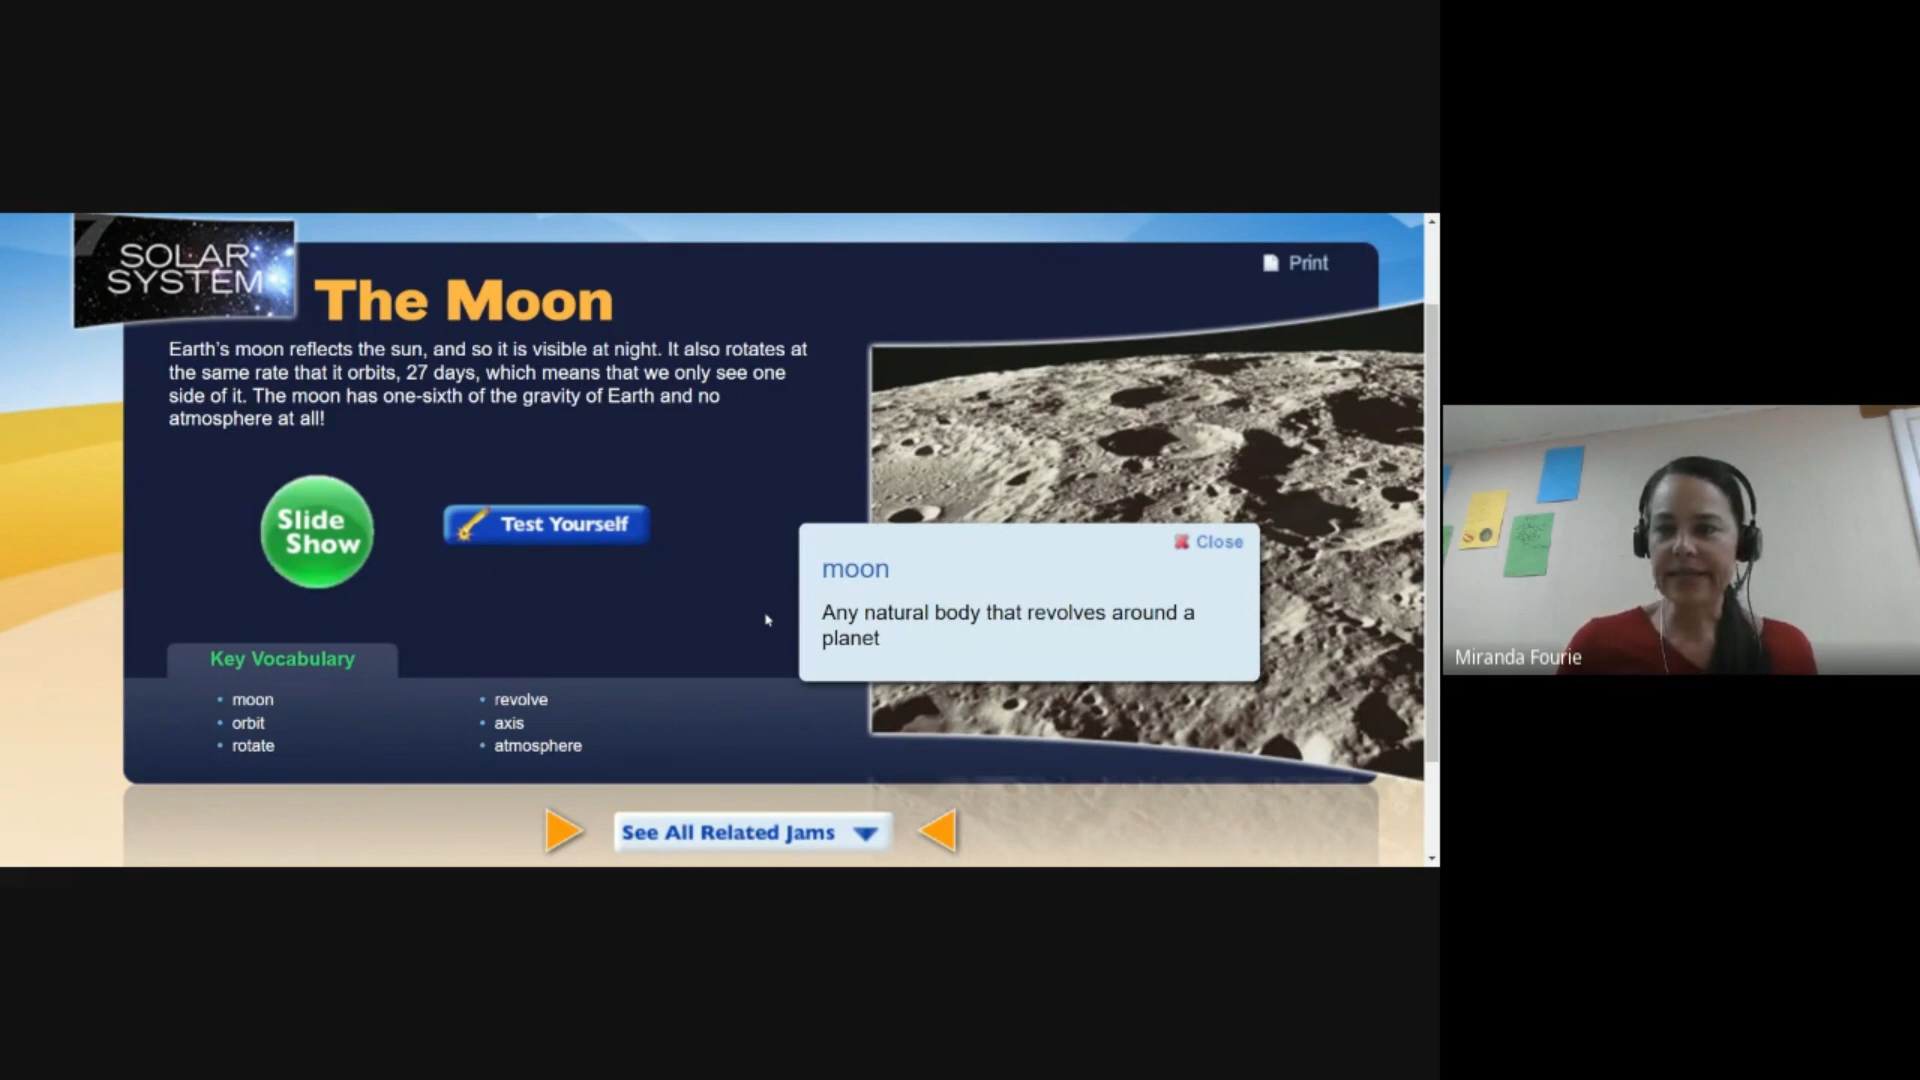 SOLAR
SYSTEM
The Moon
Print
Earth's moon reflects the sun, and so it is visible at night. It also rotates at
the same rate that it orbits, 27 days, which means that we only see one
side of it. The moon has one-sixth of the gravity of Earth and no
atmosphere at all!
Slide
Show
Test Yourself
Close
moon
Any natural body that revolves around a
planet
Key Vocabulary
• moon
• orbit
• rotate
• revolve
• axis
• atmosphere
See All Related Jams
Miranda Fourie